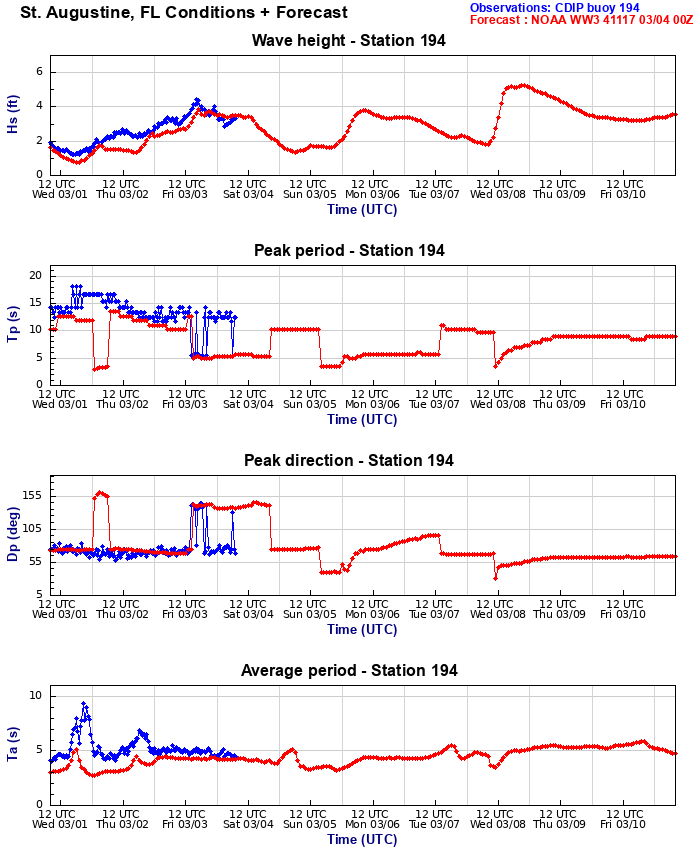 St. Augustine, FL Conditions + Forecast
Observations: CDIP buoy 194
Forecast : NOAA WW3 41117 03/04 00Z
Wave height - Station 194
Hs (ft)
6
4
2
0
12 UTC 12 UTC 12 UTC 12 UTC 12 UTC 12 UTC 12 UTC 12 UTC 12 UTC 12 UTC
Wed 03/01 Thu 03/02 Fri 03/03 Sat 03/04 Sun 03/05 Mon 03/06 Tue 03/07 Wed 03/08 Thu 03/09 Fri 03/10
Time (UTC)
Peak period - Station 194
Tp (s)
20
15
10
5
0
12 UTC 12 UTC 12 UTC 12 UTC 12 UTC 12 UTC 12 UTC 12 UTC 12 UTC 12 UTC
Wed 03/01 Thu 03/02 Fri 03/03 Sat 03/04 Sun 03/05 Mon 03/06 Tue 03/07 Wed 03/08 Thu 03/09 Fri 03/10
Time (UTC)
Peak direction - Station 194
Dp (deg)
155
105
55
5
12 UTC 12 UTC 12 UTC 12 UTC 12 UTC 12 UTC 12 UTC 12 UTC 12 UTC 12 UTC
Wed 03/01 Thu 03/02 Fri 03/03 Sat 03/04 Sun 03/05 Mon 03/06 Tue 03/07 Wed 03/08 Thu 03/09 Fri 03/10
Time (UTC)
Average period - Station 194
Ta (s)
10
5
0
12 UTC 12 UTC 12 UTC 12 UTC 12 UTC 12 UTC 12 UTC 12 UTC 12 UTC 12 UTC
Wed 03/01 Thu 03/02 Fri 03/03 Sat 03/04 Sun 03/05 Mon 03/06 Tue 03/07 Wed 03/08 Thu 03/09 Fri 03/10
Time (UTC)